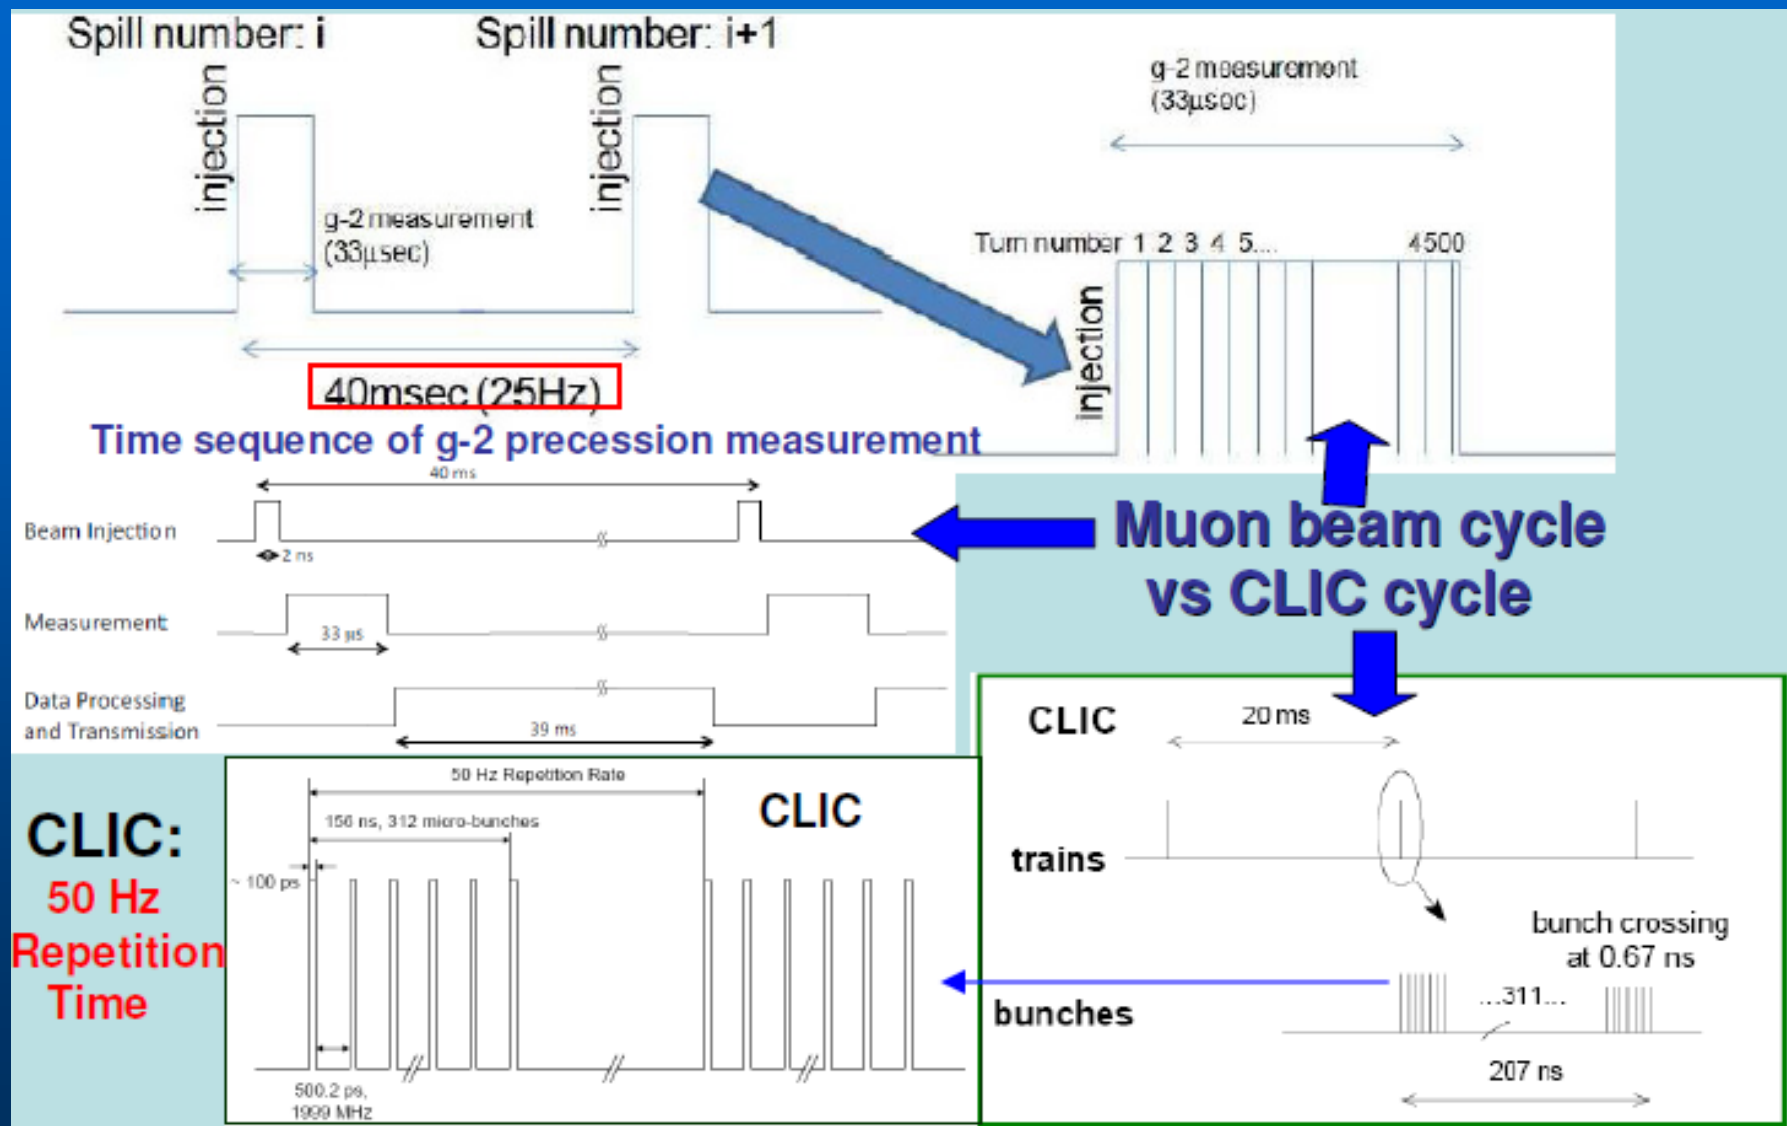 Spill number: i
Spill number: i+1
injection
injection
g-2 measurement
(33μsec)
40msec (25Hz)
g-2 measurement
(33μsec)
Turn number 1 2 3 4 5.... 4500
injection
Time sequence of g-2 precession measurement
40 ms
Beam Injection
2 ns
Measurement
33 μs
Data Processing
and Transmission
39 ms
Muon beam cycle
vs CLIC cycle
CLIC:
50 Hz
Repetition
Time
50 Hz Repetition Rate
CLIC
156 ns, 312 micro-bunches
~ 100 ps
500.2 ps,
1999 MHz
CLIC
20 ms
trains
bunch crossing
at 0.67 ns
bunches
...311...
207 ns